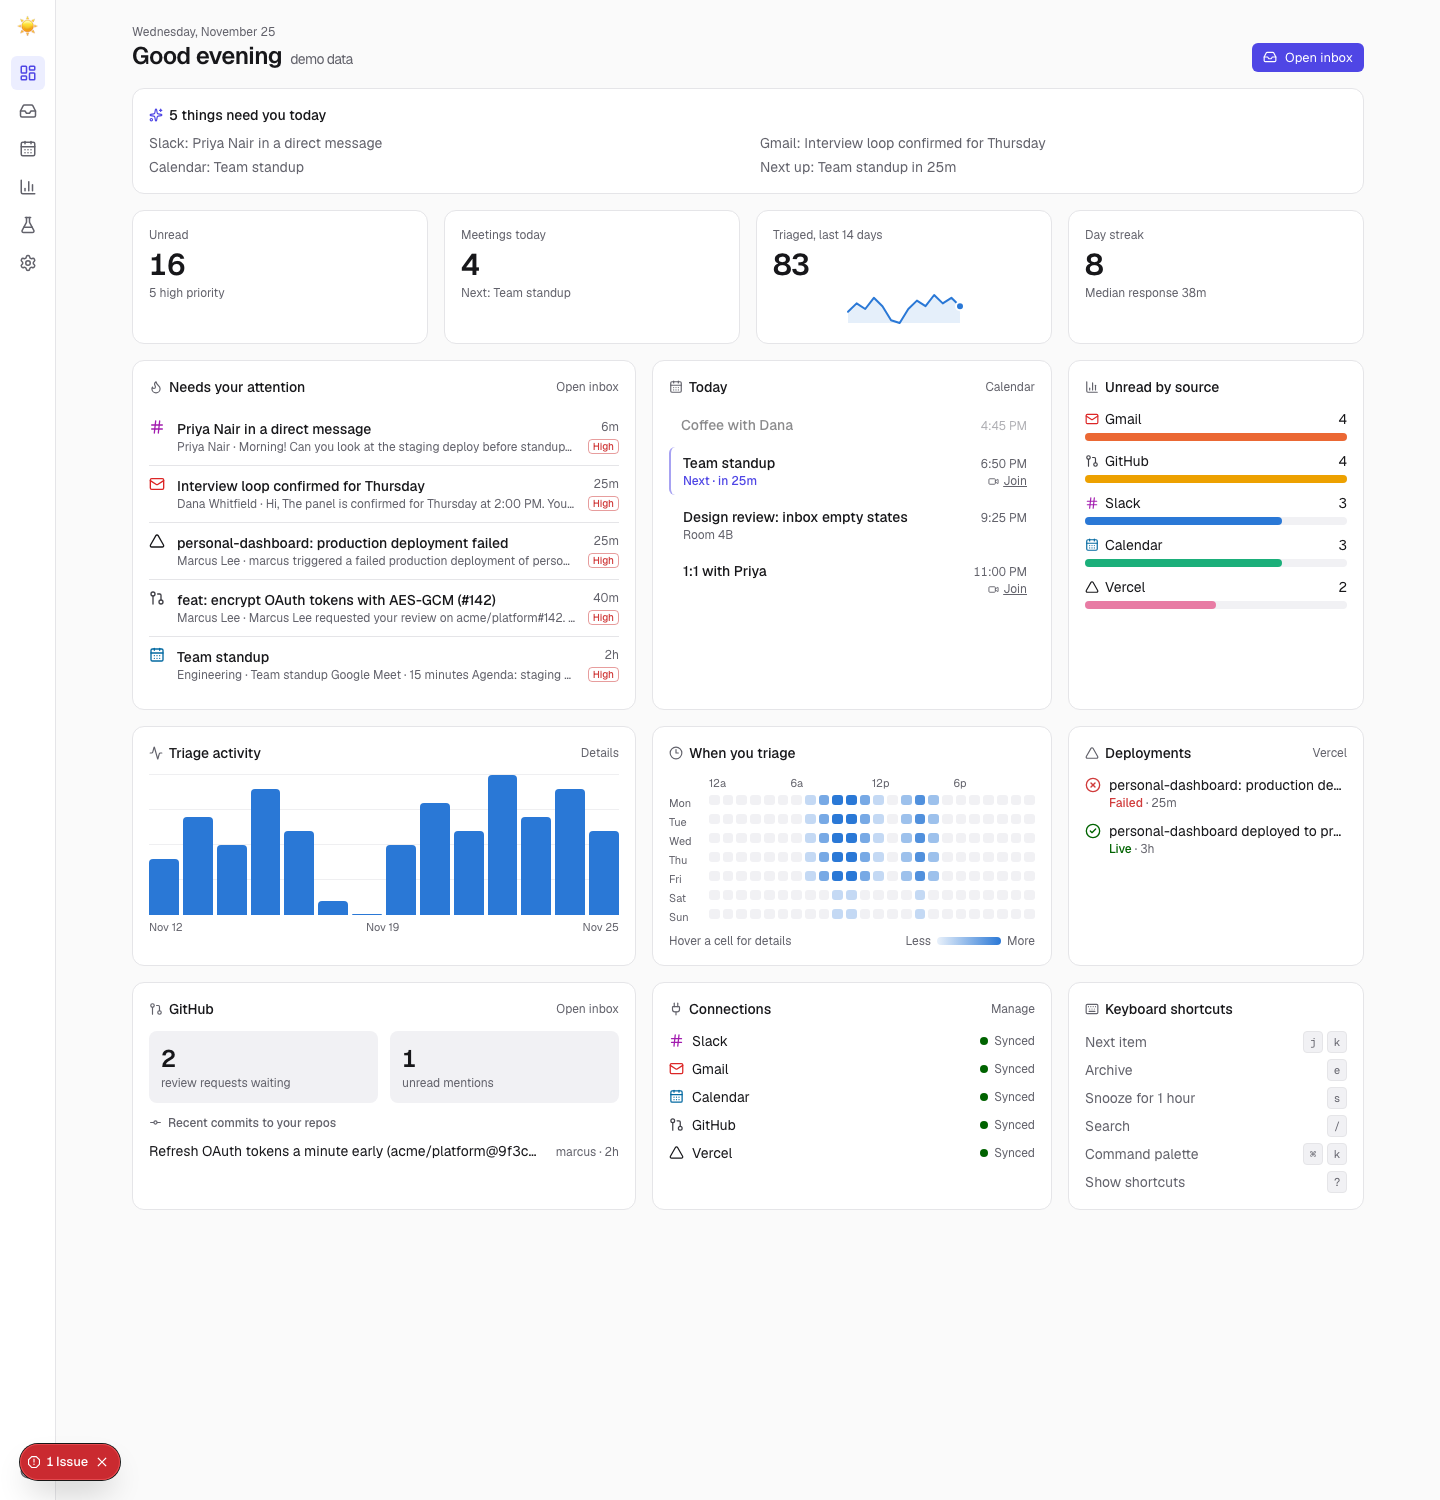 Wednesday, November 25
Good evening demo data
Open inbox
5 things need you today
Slack: Priya Nair in a direct message
Gmail: Interview loop confirmed for Thursday
Calendar: Team standup
Next up: Team standup in 25m
Unread
16
5 high priority
Meetings today
4
Next: Team standup
Triaged, last 14 days
83
Day streak
8
Median response 38m
Needs your attention
Open inbox
Priya Nair in a direct message
6m
Priya Nair · Morning! Can you look at the staging deploy before standup...
High
Interview loop confirmed for Thursday
25m
Dana Whitfield · Hi, The panel is confirmed for Thursday at 2:00 PM. You...
High
personal-dashboard: production deployment failed
25m
Marcus Lee · marcus triggered a failed production deployment of perso...
High
feat: encrypt OAuth tokens with AES-GCM (#142)
40m
Marcus Lee · Marcus Lee requested your review on acme/platform#142. ...
High
Team standup
2h
Engineering · Team standup Google Meet · 15 minutes Agenda: staging ...
High
Today
Calendar
Coffee with Dana
4:45 PM
Team standup
6:50 PM
Next · in 25m
Join
Design review: inbox empty states
9:25 PM
Room 4B
1:1 with Priya
11:00 PM
Join
Unread by source
Gmail 4
GitHub 4
Slack 3
Calendar 3
Vercel 2
Triage activity
Details
Nov 12
Nov 19
Nov 25
When you triage
12a 6a 12p 6p
Mon
Tue
Wed
Thu
Fri
Sat
Sun
Hover a cell for details
Less
More
Deployments
Vercel
personal-dashboard: production de...
Failed · 25m
personal-dashboard deployed to pr...
Live · 3h
GitHub
Open inbox
2
review requests waiting
1
unread mentions
Recent commits to your repos
Refresh OAuth tokens a minute early (acme/platform@9f3c...
marcus · 2h
Connections
Manage
Slack
Synced
Gmail
Synced
Calendar
Synced
GitHub
Synced
Vercel
Synced
Keyboard shortcuts
Next item j k
Archive e
Snooze for 1 hour s
Search /
Command palette ⌘ k
Show shortcuts ?
1 Issue